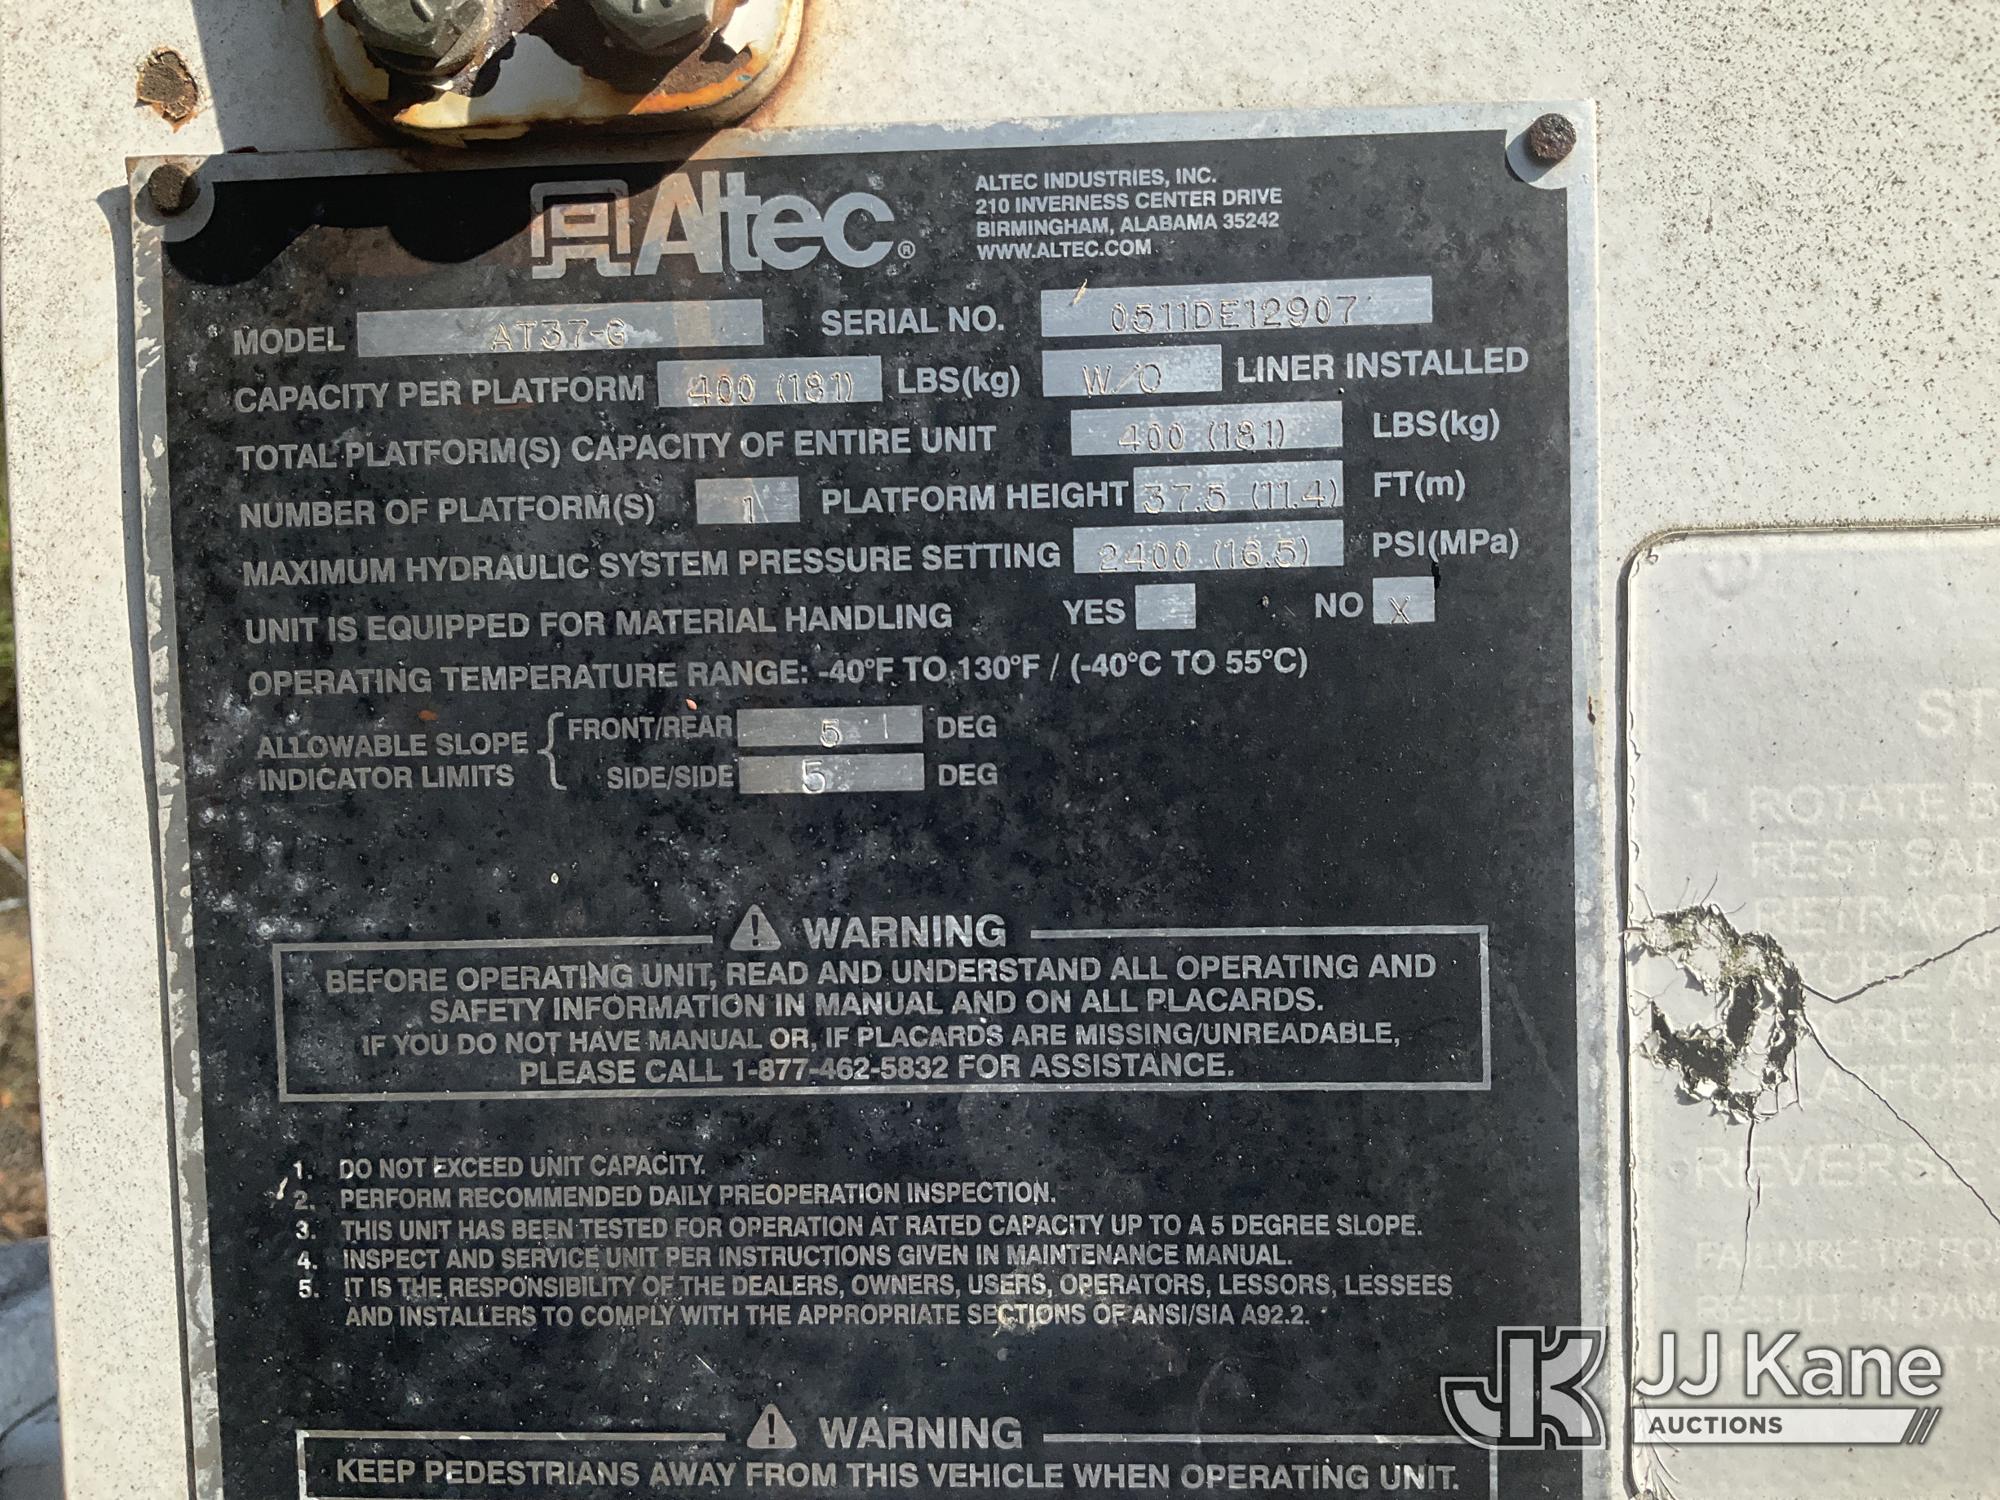 Altec®
ALTEC INDUSTRIES, INC.
210 INVERNESS CENTER DRIVE
BIRMINGHAM, ALABAMA 35242
WWW.ALTEC.COM
MODEL AT37-G SERIAL NO. 0511DE12907
CAPACITY PER PLATFORM 400 (181) LBS(kg) W/O LINER INSTALLED
TOTAL PLATFORM(S) CAPACITY OF ENTIRE UNIT 400 (181) LBS(kg)
NUMBER OF PLATFORM(S) 1 PLATFORM HEIGHT 37.5 (11.4) FT(m)
MAXIMUM HYDRAULIC SYSTEM PRESSURE SETTING 2400 (16.5) PSI(MPa)
UNIT IS EQUIPPED FOR MATERIAL HANDLING YES NO X
OPERATING TEMPERATURE RANGE: -40°F TO 130°F / (-40°C TO 55°C)
ALLOWABLE SLOPE INDICATOR LIMITS
FRONT/REAR 5 DEG
SIDE/SIDE 5 DEG
WARNING
BEFORE OPERATING UNIT, READ AND UNDERSTAND ALL OPERATING AND
SAFETY INFORMATION IN MANUAL AND ON ALL PLACARDS.
IF YOU DO NOT HAVE MANUAL OR, IF PLACARDS ARE MISSING/UNREADABLE,
PLEASE CALL 1-877-462-5832 FOR ASSISTANCE.
1. DO NOT EXCEED UNIT CAPACITY.
2. PERFORM RECOMMENDED DAILY PREOPERATION INSPECTION.
3. THIS UNIT HAS BEEN TESTED FOR OPERATION AT RATED CAPACITY UP TO A 5 DEGREE SLOPE.
4. INSPECT AND SERVICE UNIT PER INSTRUCTIONS GIVEN IN MAINTENANCE MANUAL.
5. IT IS THE RESPONSIBILITY OF THE DEALERS, OWNERS, USERS, OPERATORS, LESSORS, LESSEES
AND INSTALLERS TO COMPLY WITH THE APPROPRIATE SECTIONS OF ANSI/SIA A92.2.
WARNING
KEEP PEDESTRIANS AWAY FROM THIS VEHICLE WHEN OPERATING UNIT.
ST
1. ROTATE B
REST SAD
RETRACT
REVERSE
FAILURE TO FO
RESULT IN DAM
JJ Kane
AUCTIONS